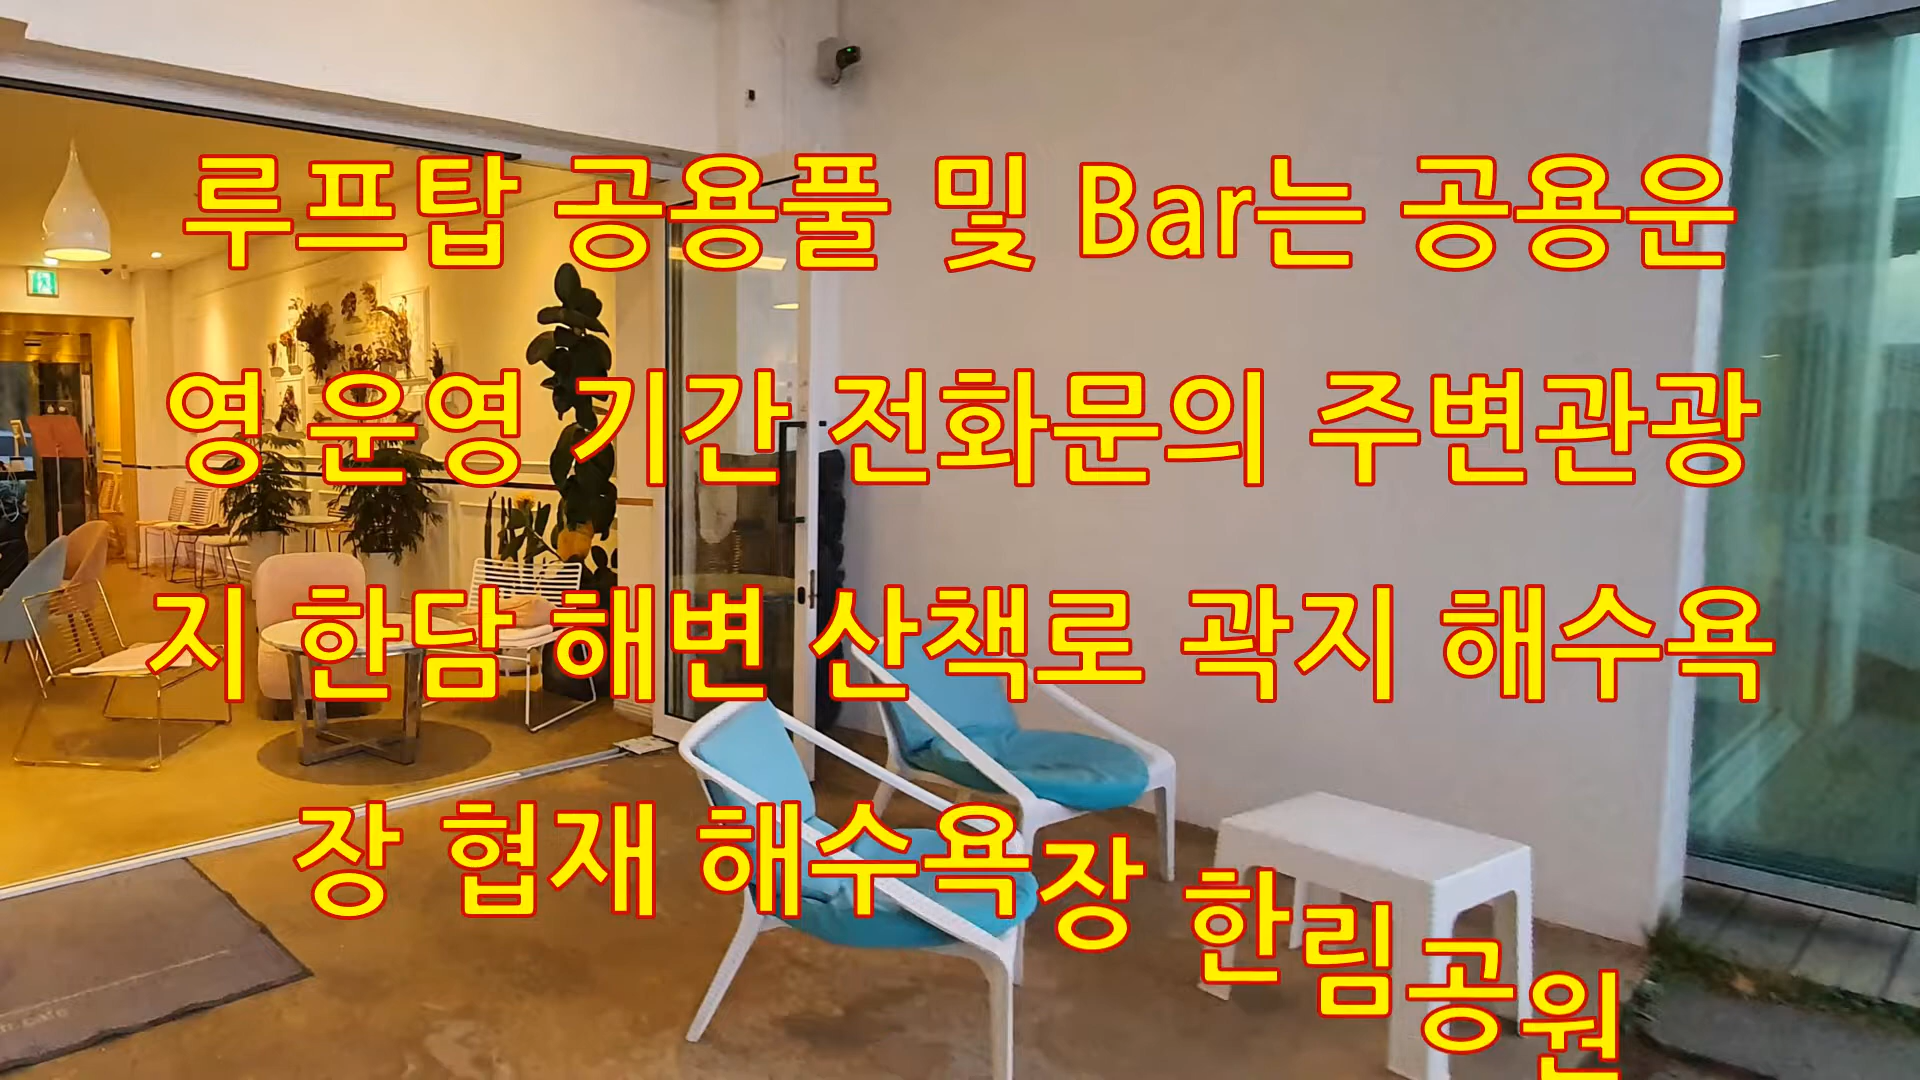 루프탑 공용풀 및 Bar는 공용운
영 운영 기간 전화문의 주변관광
지 한담 해변 산책로 곽지 해수욕
장 협재 해수욕장 한림공원